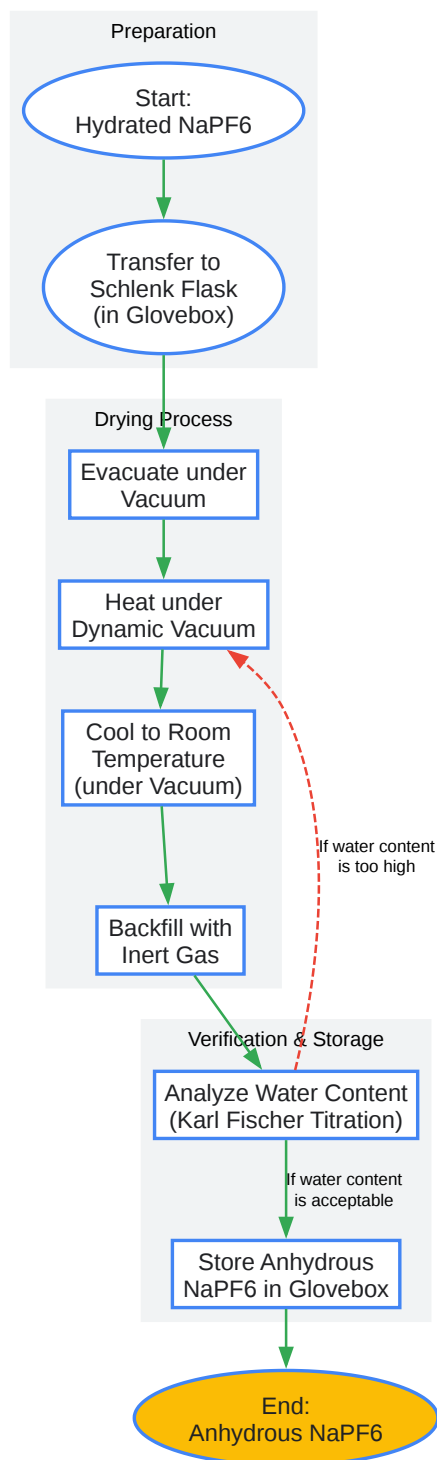 Preparation
Start:
Hydrated NaPF6
Transfer to
Schlenk Flask
(in Glovebox)
Drying Process
Evacuate under
Vacuum
Heat under
Dynamic Vacuum
Cool to Room
Temperature
(under Vacuum)
If water content
is too high
Backfill with
Inert Gas
Verification & Storage
Analyze Water Content
(Karl Fischer Titration)
If water content
is acceptable
Store Anhydrous
NaPF6 in Glovebox
End:
Anhydrous NaPF6